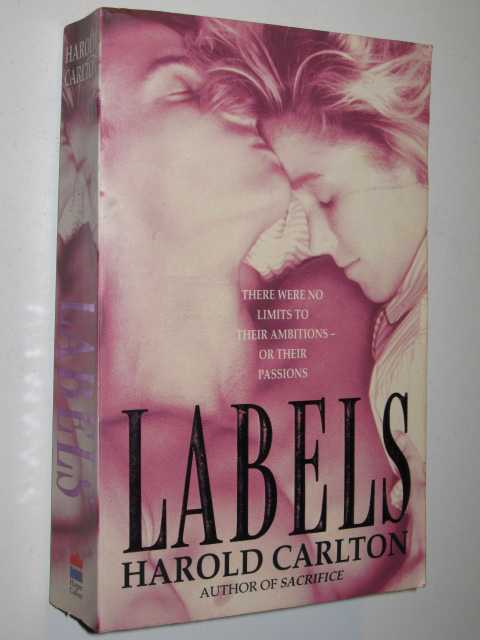 HAROLD
CARLTON
LABELS
THERE WERE NO
LIMITS TO
THEIR AMBITIONS –
OR THEIR
PASSIONS
LABELS
HAROLD CARLTON
AUTHOR OF SACRIFICE